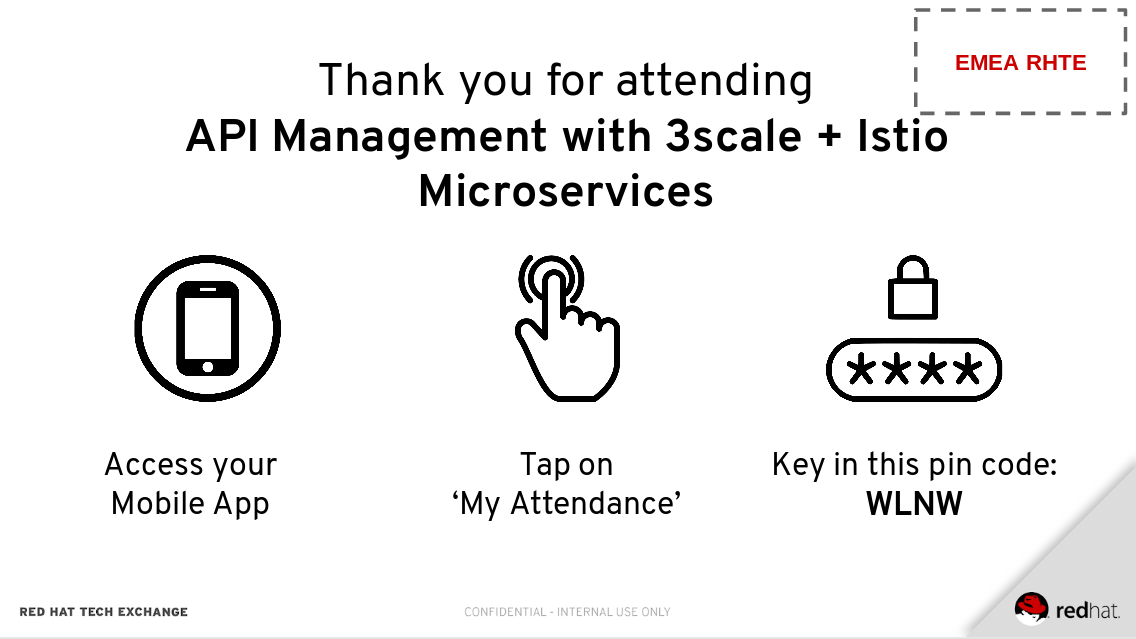 EMEA RHTE
Thank you for attending
API Management with 3scale + Istio
Microservices
****
Access your
Mobile App
Tap on
‘My Attendance’
Key in this pin code:
WLNW
RED HAT TECH EXCHANGE
CONFIDENTIAL - INTERNAL USE ONLY
redhat.